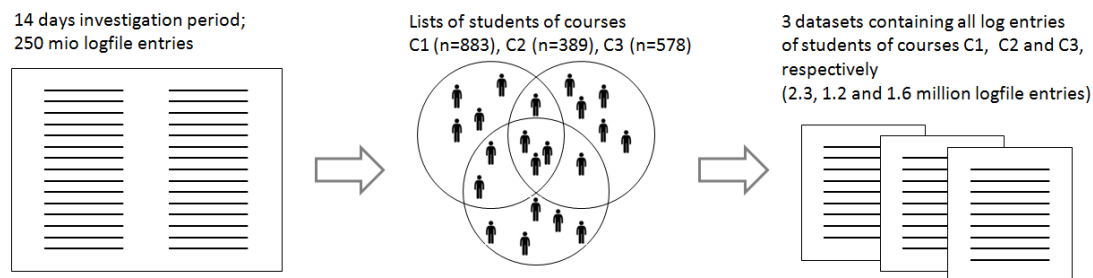 14 days investigation period;
250 mio logfile entries
Lists of students of courses
C1 (n=883), C2 (n=389), C3 (n=578)
3 datasets containing all log entries
of students of courses C1, C2 and C3,
respectively
(2.3, 1.2 and 1.6 million logfile entries)